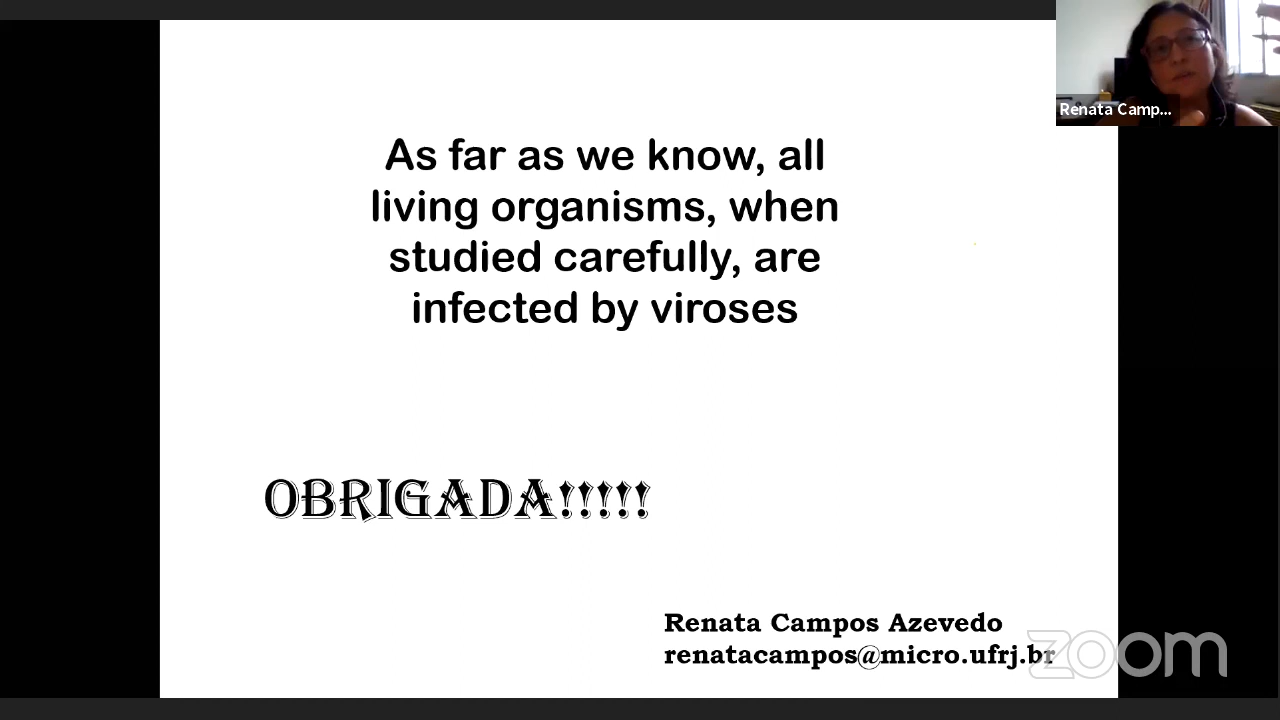 Renata Camp...
As far as we know, all
living organisms, when
studied carefully, are
infected by viroses
OBRIGADA!!!!!
Renata Campos Azevedo
renatacampos@micro.ufrj.br
zoom